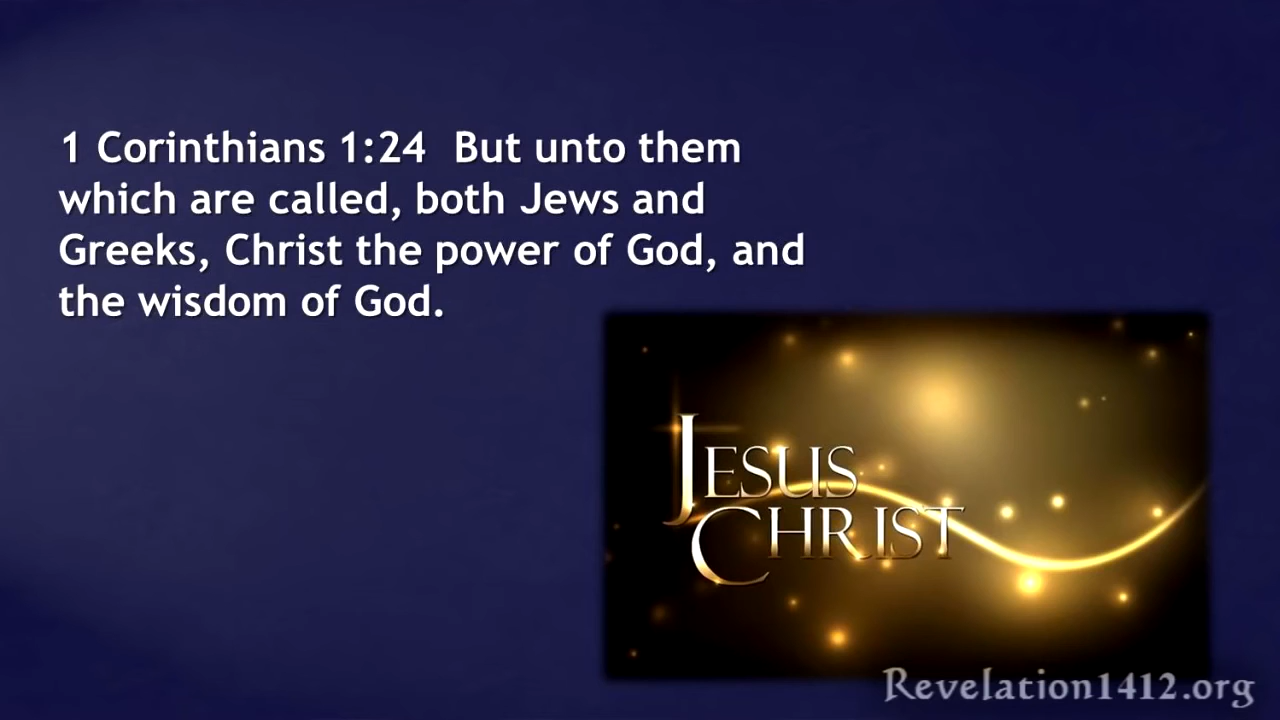 1 Corinthians 1:24  But unto them
which are called, both Jews and
Greeks, Christ the power of God, and
the wisdom of God.
JESUS
CHRIST
Revelation1412.org